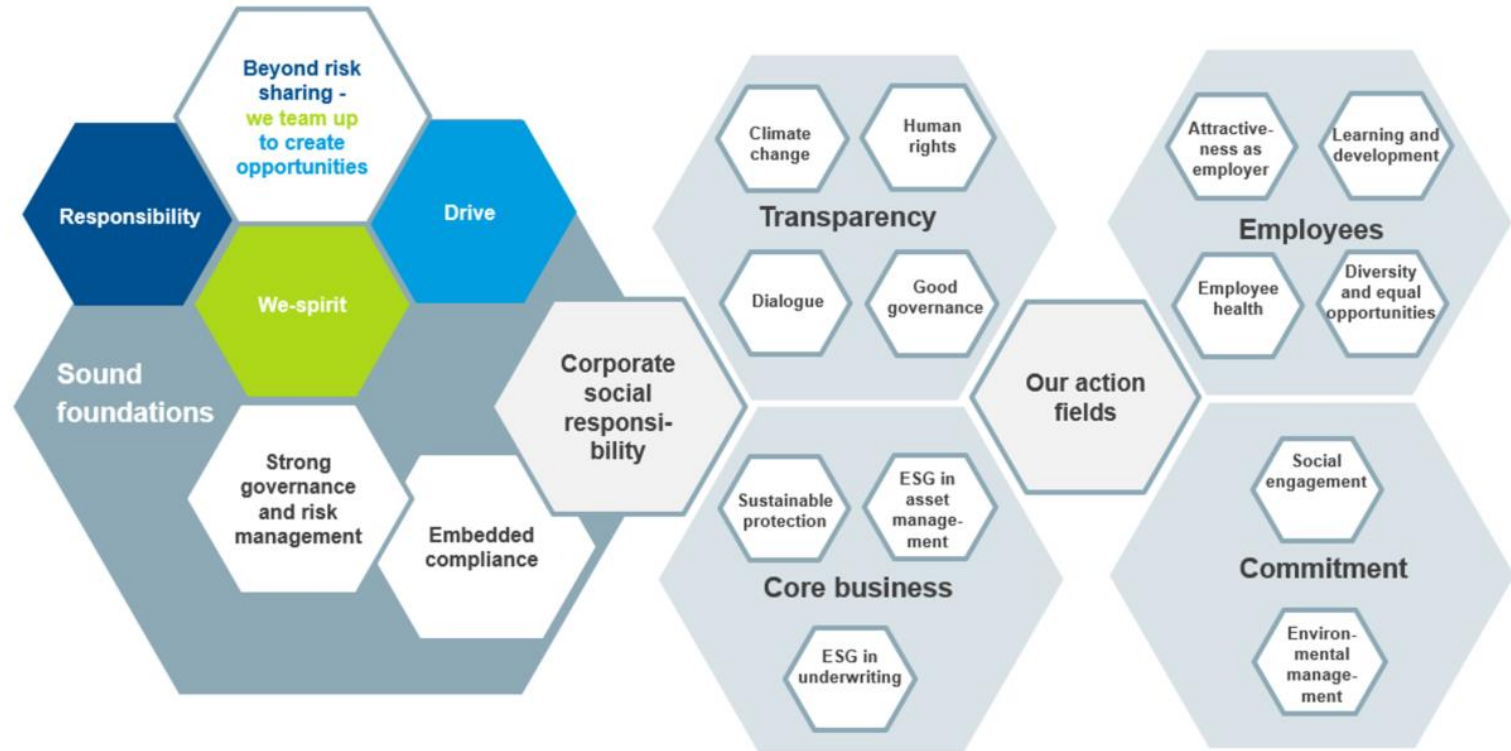 Beyond risk
sharing -
we team up
to create
opportunities
Responsibility
Drive
We-spirit
Sound
foundations
Strong
governance
and risk
management
Embedded
compliance
Corporate
social
responsi-
bility
Climate
change
Human
rights
Transparency
Dialogue
Good
governance
Sustainable
protection
ESG in
asset
manage-
ment
Core business
ESG in
underwriting
Our action
fields
Attractive-
ness as
employer
Learning and
development
Employees
Employee
health
Diversity
and equal
opportunities
Social
engagement
Commitment
Environ-
mental
manage-
ment